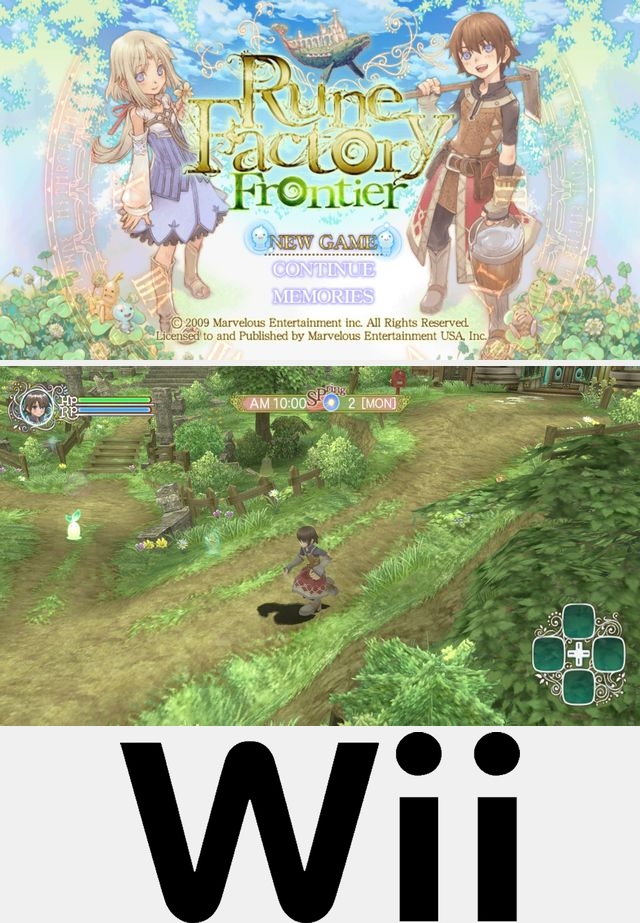 Rune
Factory
Frontier
NEW GAME
CONTINUE
MEMORIES
© 2009 Marvelous Entertainment inc. All Rights Reserved.
Licensed to and Published by Marvelous Entertainment USA, Inc.
HP
RP
AM 10:00 Spring 2 [MON]
Wii